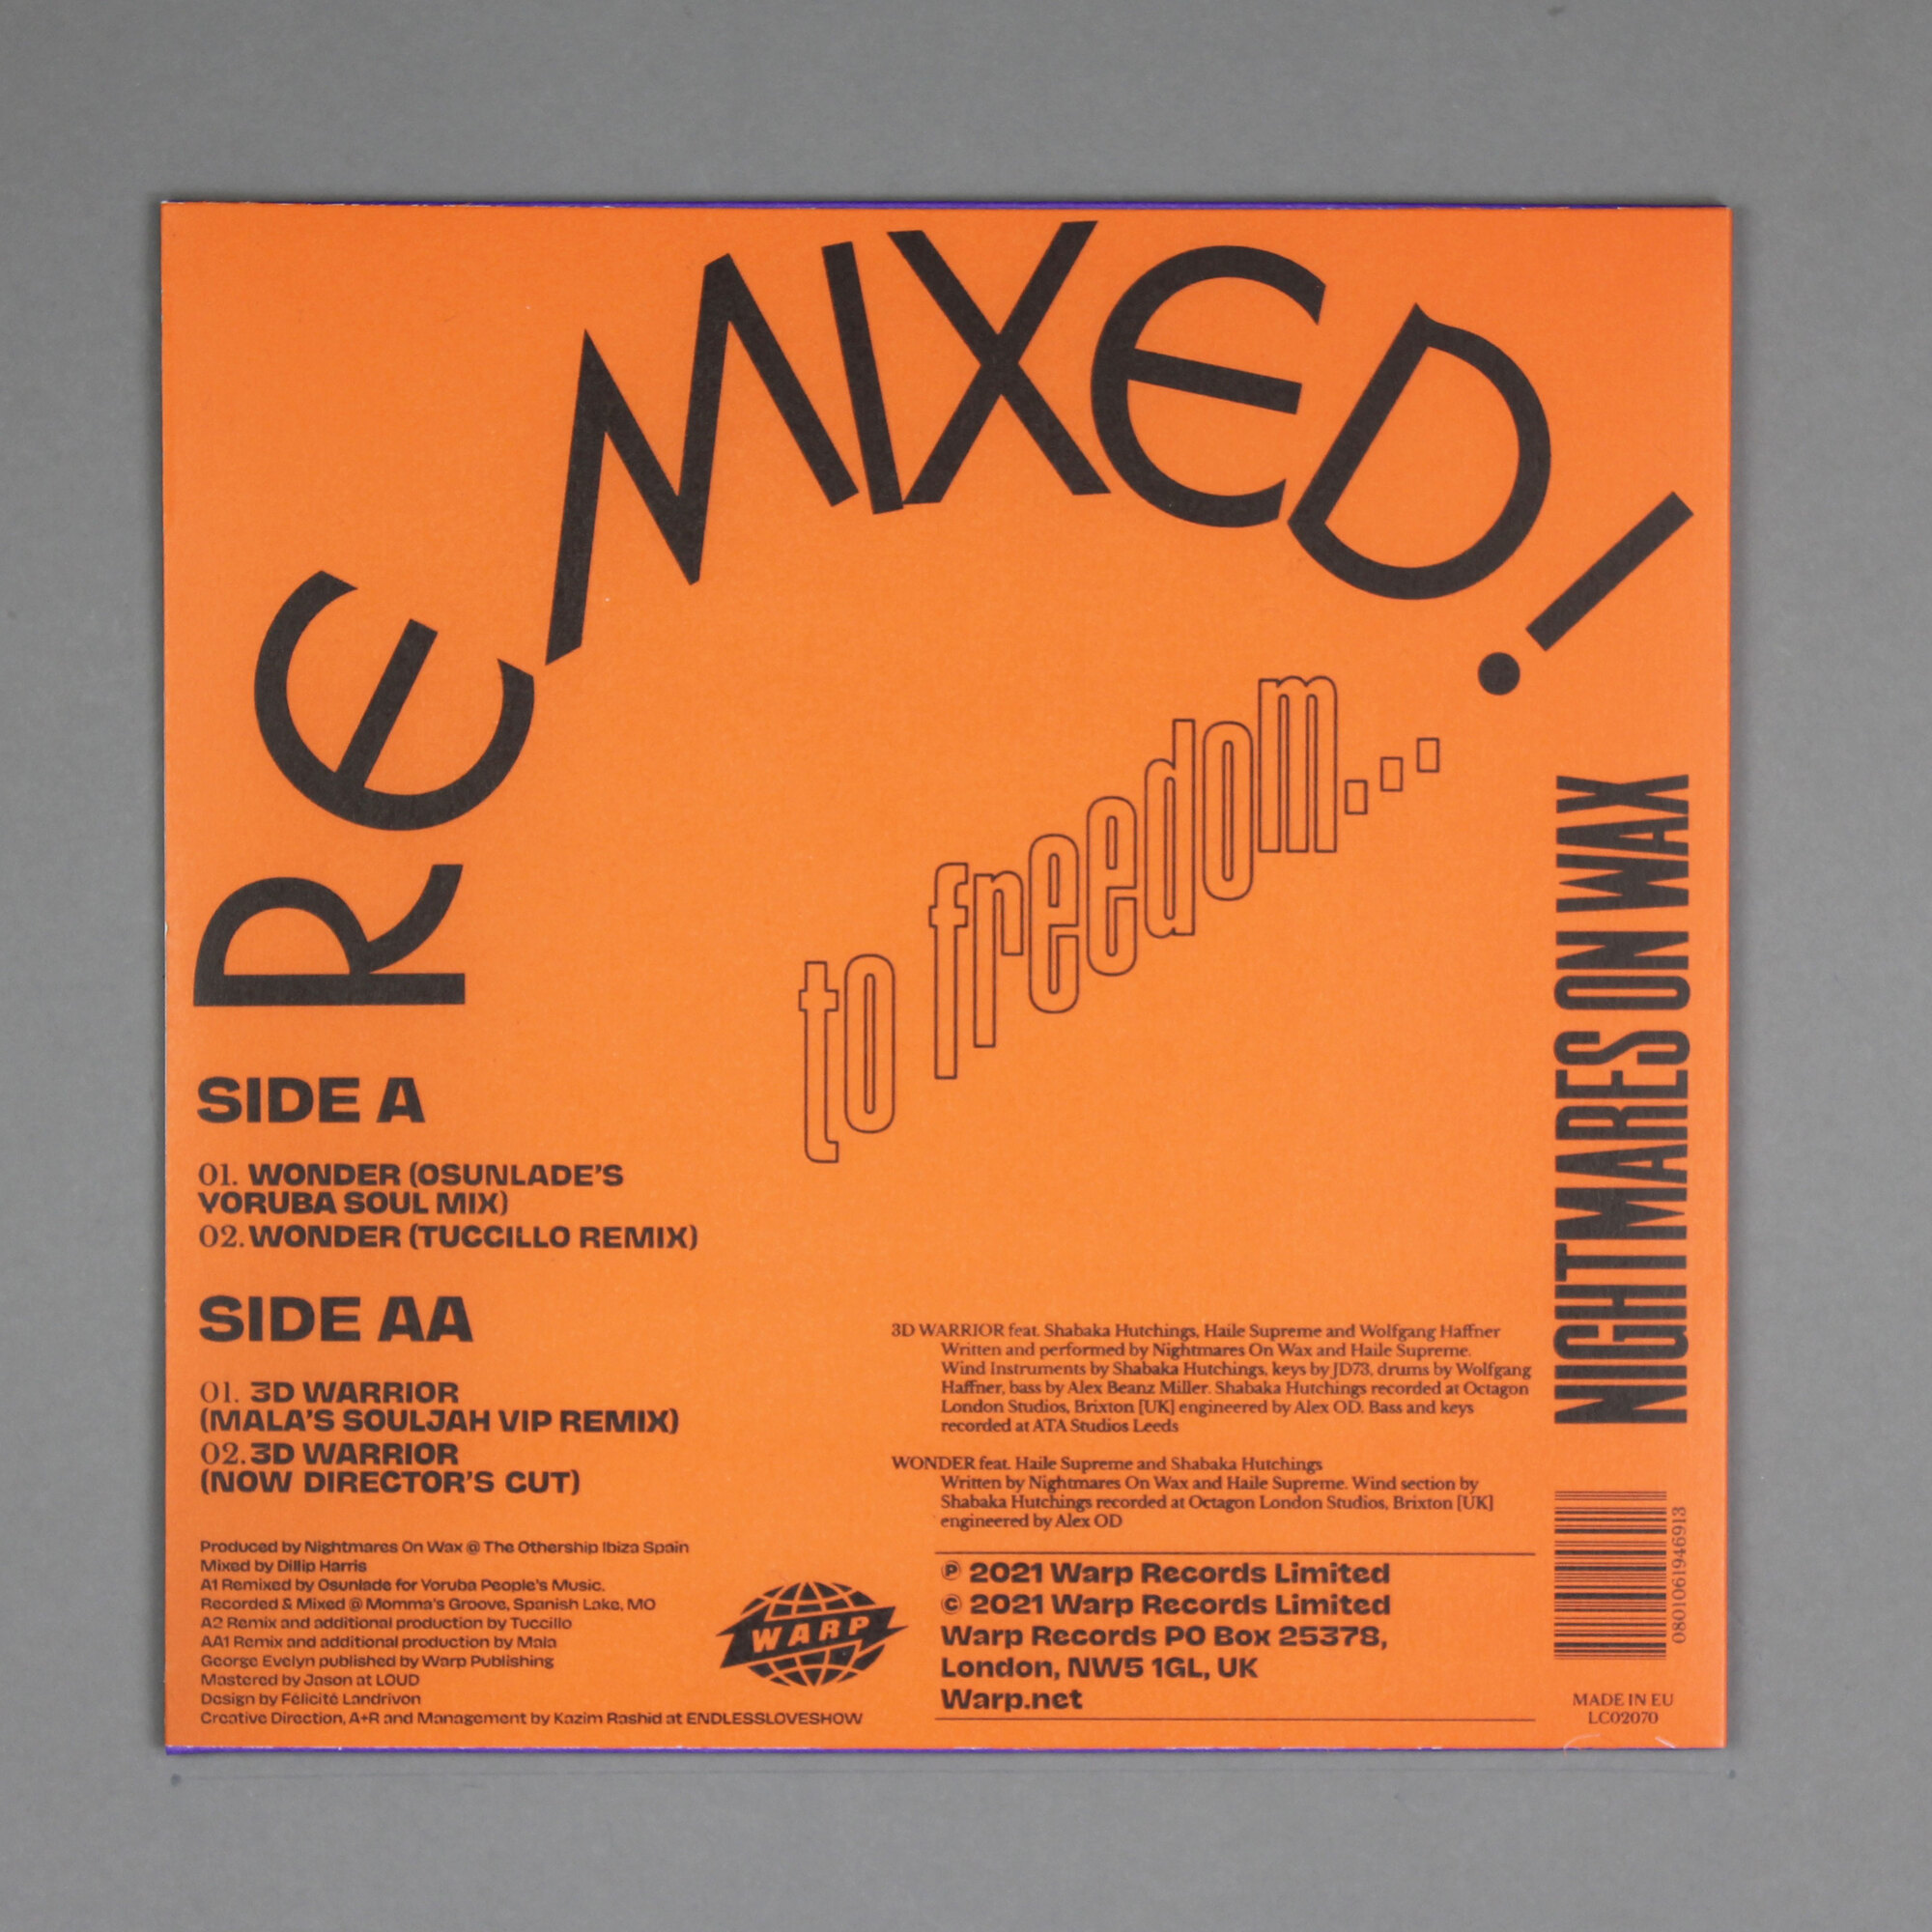 ReMIXED!
to freedom...
NIGHTMARES ON WAX
SIDE A
01. WONDER (OSUNLADE'S
YORUBA SOUL MIX)
02. WONDER (TUCCILLO REMIX)
SIDE AA
01. 3D WARRIOR
(MALA'S SOULJAH VIP REMIX)
02. 3D WARRIOR
(NOW DIRECTOR'S CUT)
Produced by Nightmares On Wax @ The Othership Ibiza Spain
Mixed by Dillip Harris
A1 Remixed by Osunlade for Yoruba People's Music.
Recorded & Mixed @ Momma's Groove, Spanish Lake, MO
A2 Remix and additional production by Tuccillo
AA1 Remix and additional production by Mala
George Evelyn published by Warp Publishing
Mastered by Jason at LOUD
Design by Félicité Landrivon
Creative Direction, A+R and Management by Kazim Rashid at ENDLESSLOVESHOW
WARP
3D WARRIOR feat. Shabaka Hutchings, Haile Supreme and Wolfgang Haffner
Written and performed by Nightmares On Wax and Haile Supreme.
Wind Instruments by Shabaka Hutchings, keys by JD73, drums by Wolfgang
Haffner, bass by Alex Beanz Miller. Shabaka Hutchings recorded at Octagon
London Studios, Brixton [UK] engineered by Alex OD. Bass and keys
recorded at ATA Studios Leeds
WONDER feat. Haile Supreme and Shabaka Hutchings
Written by Nightmares On Wax and Haile Supreme. Wind section by
Shabaka Hutchings recorded at Octagon London Studios, Brixton [UK]
engineered by Alex OD
℗ 2021 Warp Records Limited
© 2021 Warp Records Limited
Warp Records PO Box 25378,
London, NW5 1GL, UK
Warp.net
0801061946913
MADE IN EU
LC02070